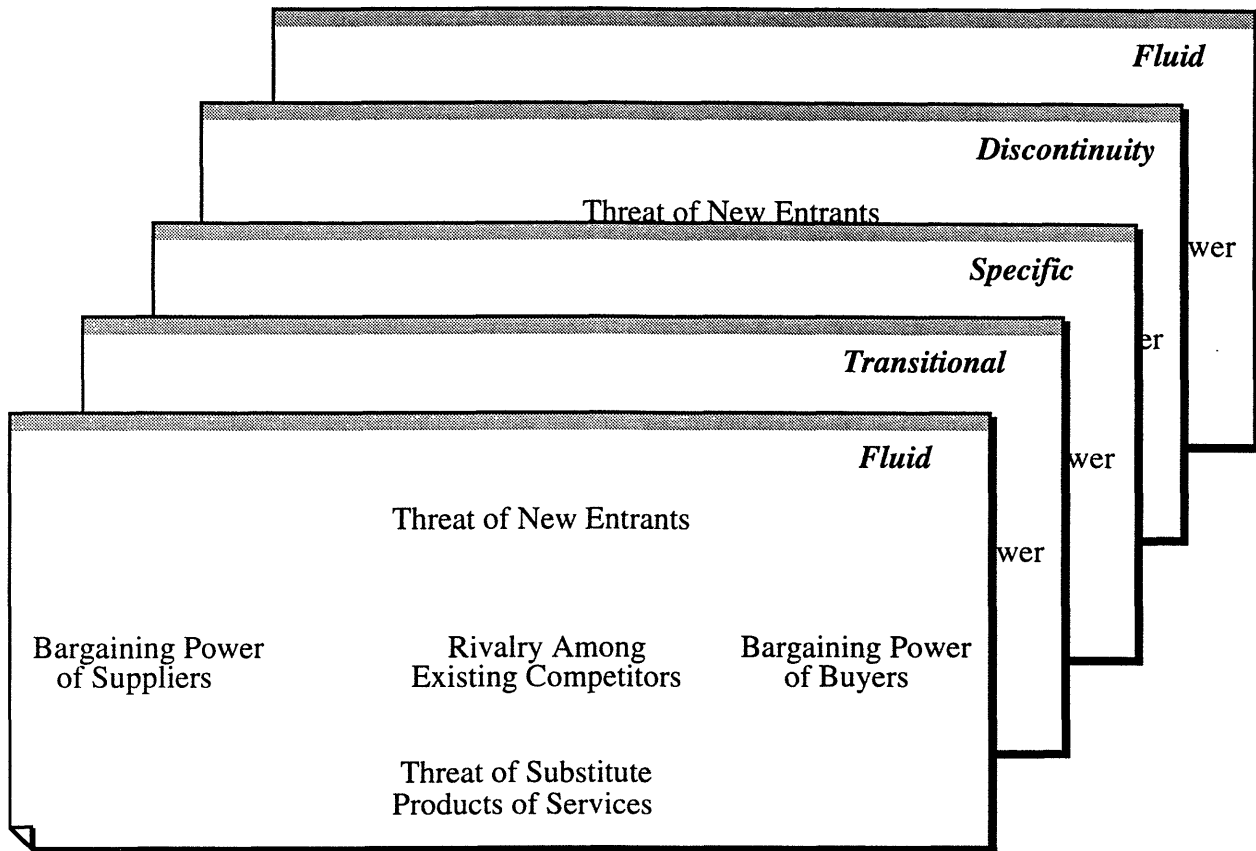 Fluid
Discontinuity
Threat of New Entrants
wer
Specific
er
Transitional
wer
Fluid
wer
Threat of New Entrants
Bargaining Power
of Suppliers
Rivalry Among
Existing Competitors
Bargaining Power
of Buyers
Threat of Substitute
Products of Services